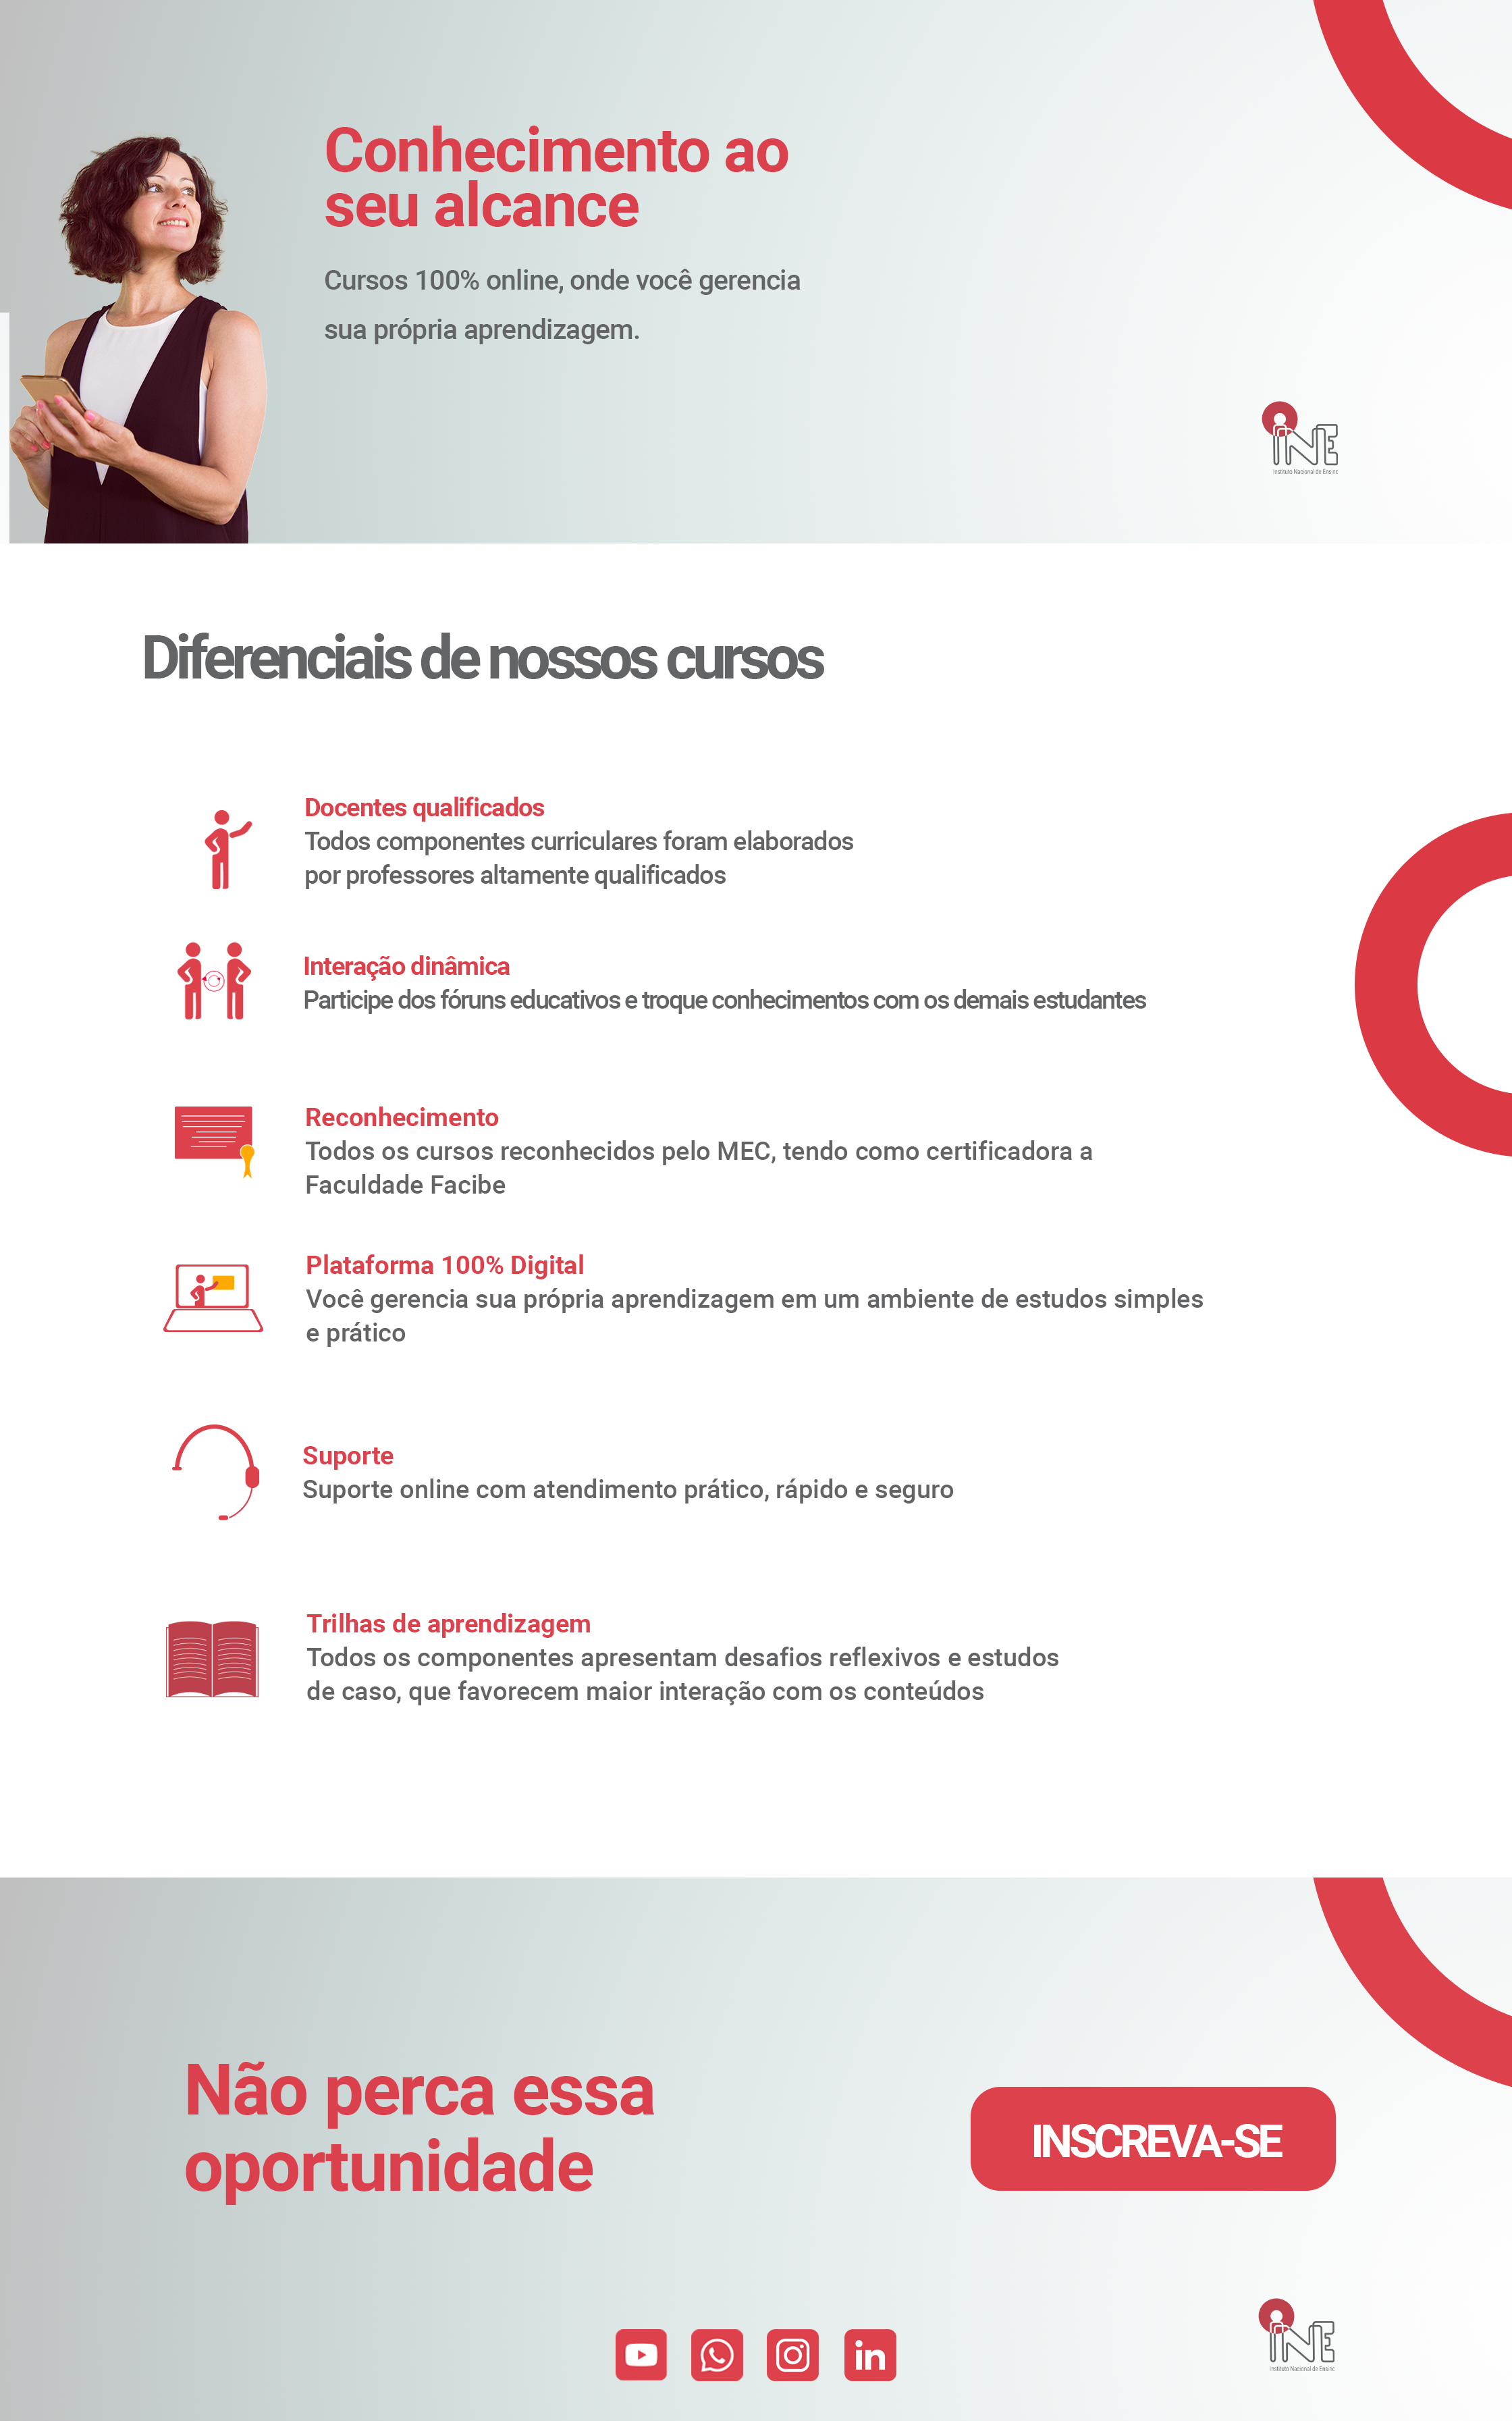 Conhecimento ao
seu alcance
Cursos 100% online, onde você gerencia
sua própria aprendizagem.
INE
Instituto Nacional de Ensino
Diferenciais de nossos cursos
Docentes qualificados
Todos componentes curriculares foram elaborados
por professores altamente qualificados
Interação dinâmica
Participe dos fóruns educativos e troque conhecimentos com os demais estudantes
Reconhecimento
Todos os cursos reconhecidos pelo MEC, tendo como certificadora a
Faculdade Facibe
Plataforma 100% Digital
Você gerencia sua própria aprendizagem em um ambiente de estudos simples
e prático
Suporte
Suporte online com atendimento prático, rápido e seguro
Trilhas de aprendizagem
Todos os componentes apresentam desafios reflexivos e estudos
de caso, que favorecem maior interação com os conteúdos
Não perca essa
oportunidade
INSCREVA-SE
in
INE
Instituto Nacional de Ensino